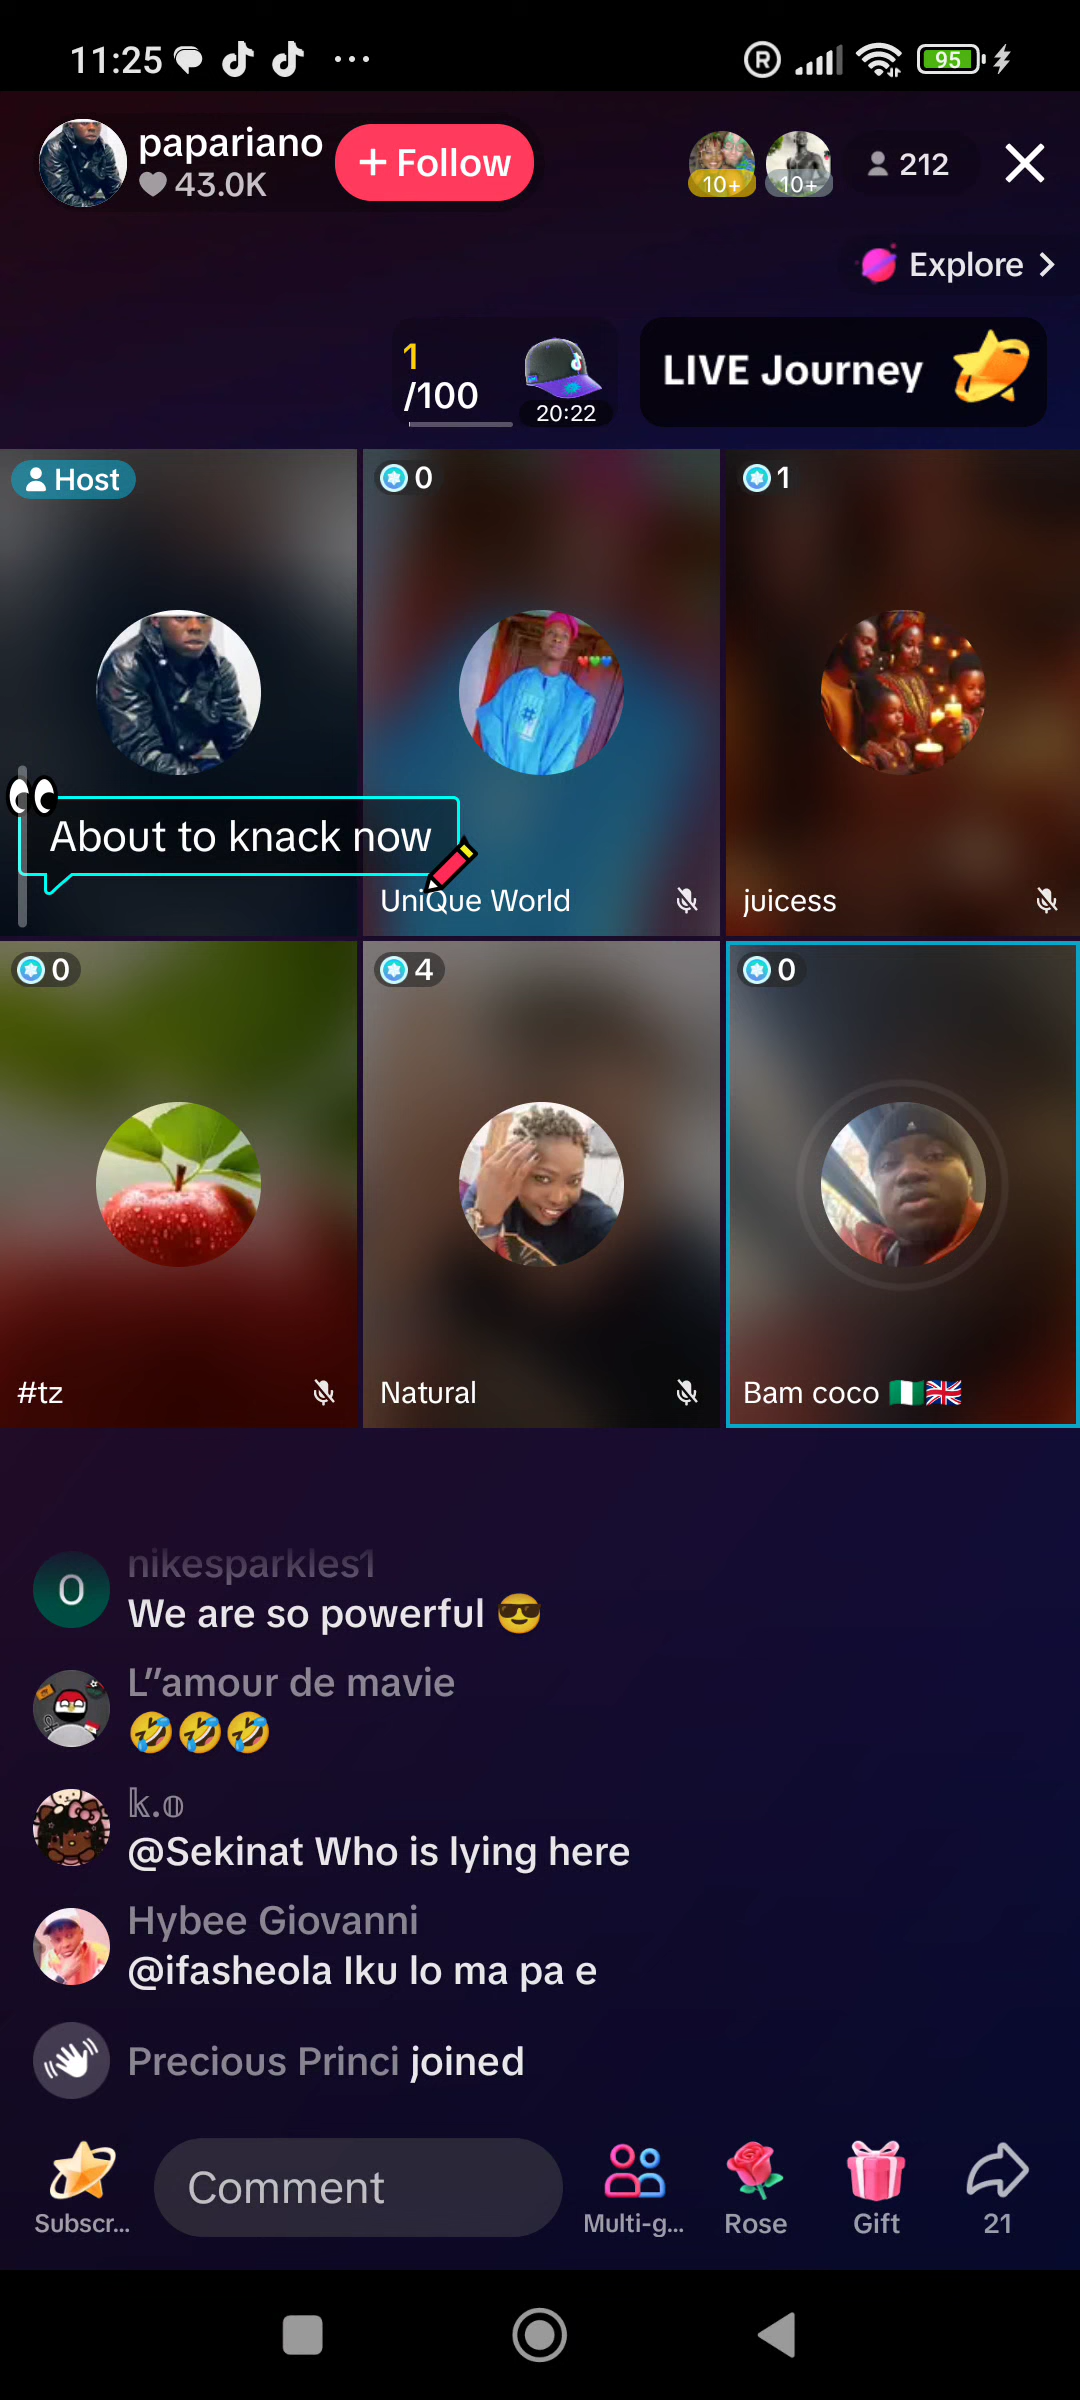 11:25
R
95
papariano
43.0K
+ Follow
10+
10+
212
Explore
1
/100
20:22
LIVE Journey
Host
0
1
About to knack now
UniQue World
juicess
0
4
0
#tz
Natural
Bam coco 🇳🇬🇬🇧
nikesparkles1
O
We are so powerful 😎
L″amour de mavie
🤣🤣🤣
𝕜.𝕠
@Sekinat Who is lying here
Hybee Giovanni
@ifasheola Iku lo ma pa e
Precious Princi joined
Subscr...
Comment
Multi-g...
Rose
Gift
21